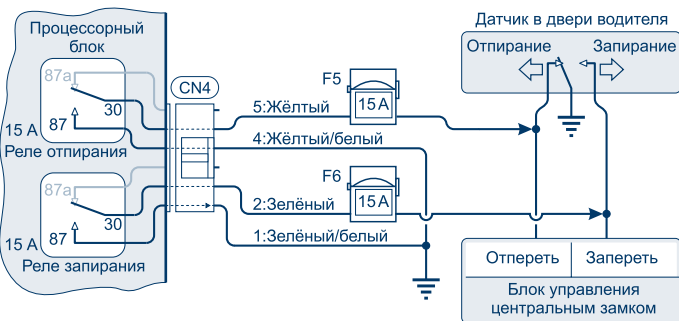 Процессорный
блок
87а
30
15 А
87
Реле отпирания
87а
30
15 А
87
Реле запирания
CN4
5:Жёлтый
4:Жёлтый/белый
2:Зелёный
1:Зелёный/белый
F5
15 А
F6
15 А
Датчик в двери водителя
Отпирание
Запирание
Отпереть
Запереть
Блок управления
центральным замком